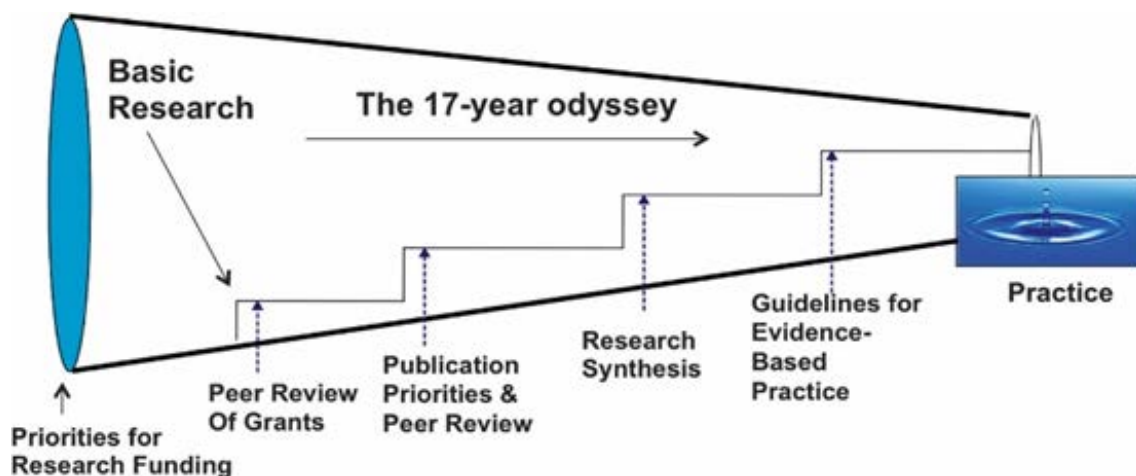 Basic
Research
The 17-year odyssey
Priorities for
Research Funding
Peer Review
Of Grants
Publication
Priorities &
Peer Review
Research
Synthesis
Guidelines for
Evidence-
Based
Practice
Practice